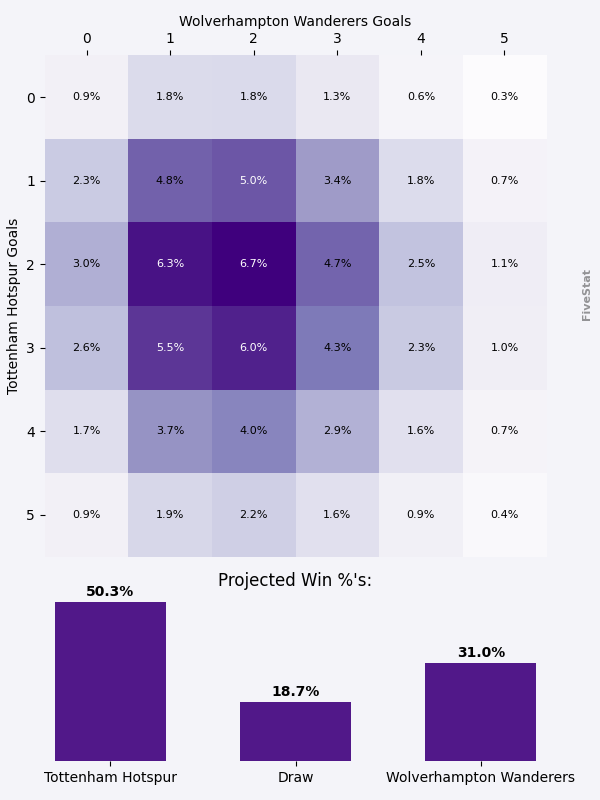 Wolverhampton Wanderers Goals
0 1 2 3 4 5
0 0.9% 1.8% 1.8% 1.3% 0.6% 0.3%
1 2.3% 4.8% 5.0% 3.4% 1.8% 0.7%
2 3.0% 6.3% 6.7% 4.7% 2.5% 1.1%
3 2.6% 5.5% 6.0% 4.3% 2.3% 1.0%
4 1.7% 3.7% 4.0% 2.9% 1.6% 0.7%
5 0.9% 1.9% 2.2% 1.6% 0.9% 0.4%
Tottenham Hotspur Goals
FiveStat
Projected Win %'s:
50.3% 18.7% 31.0%
Tottenham Hotspur Draw Wolverhampton Wanderers